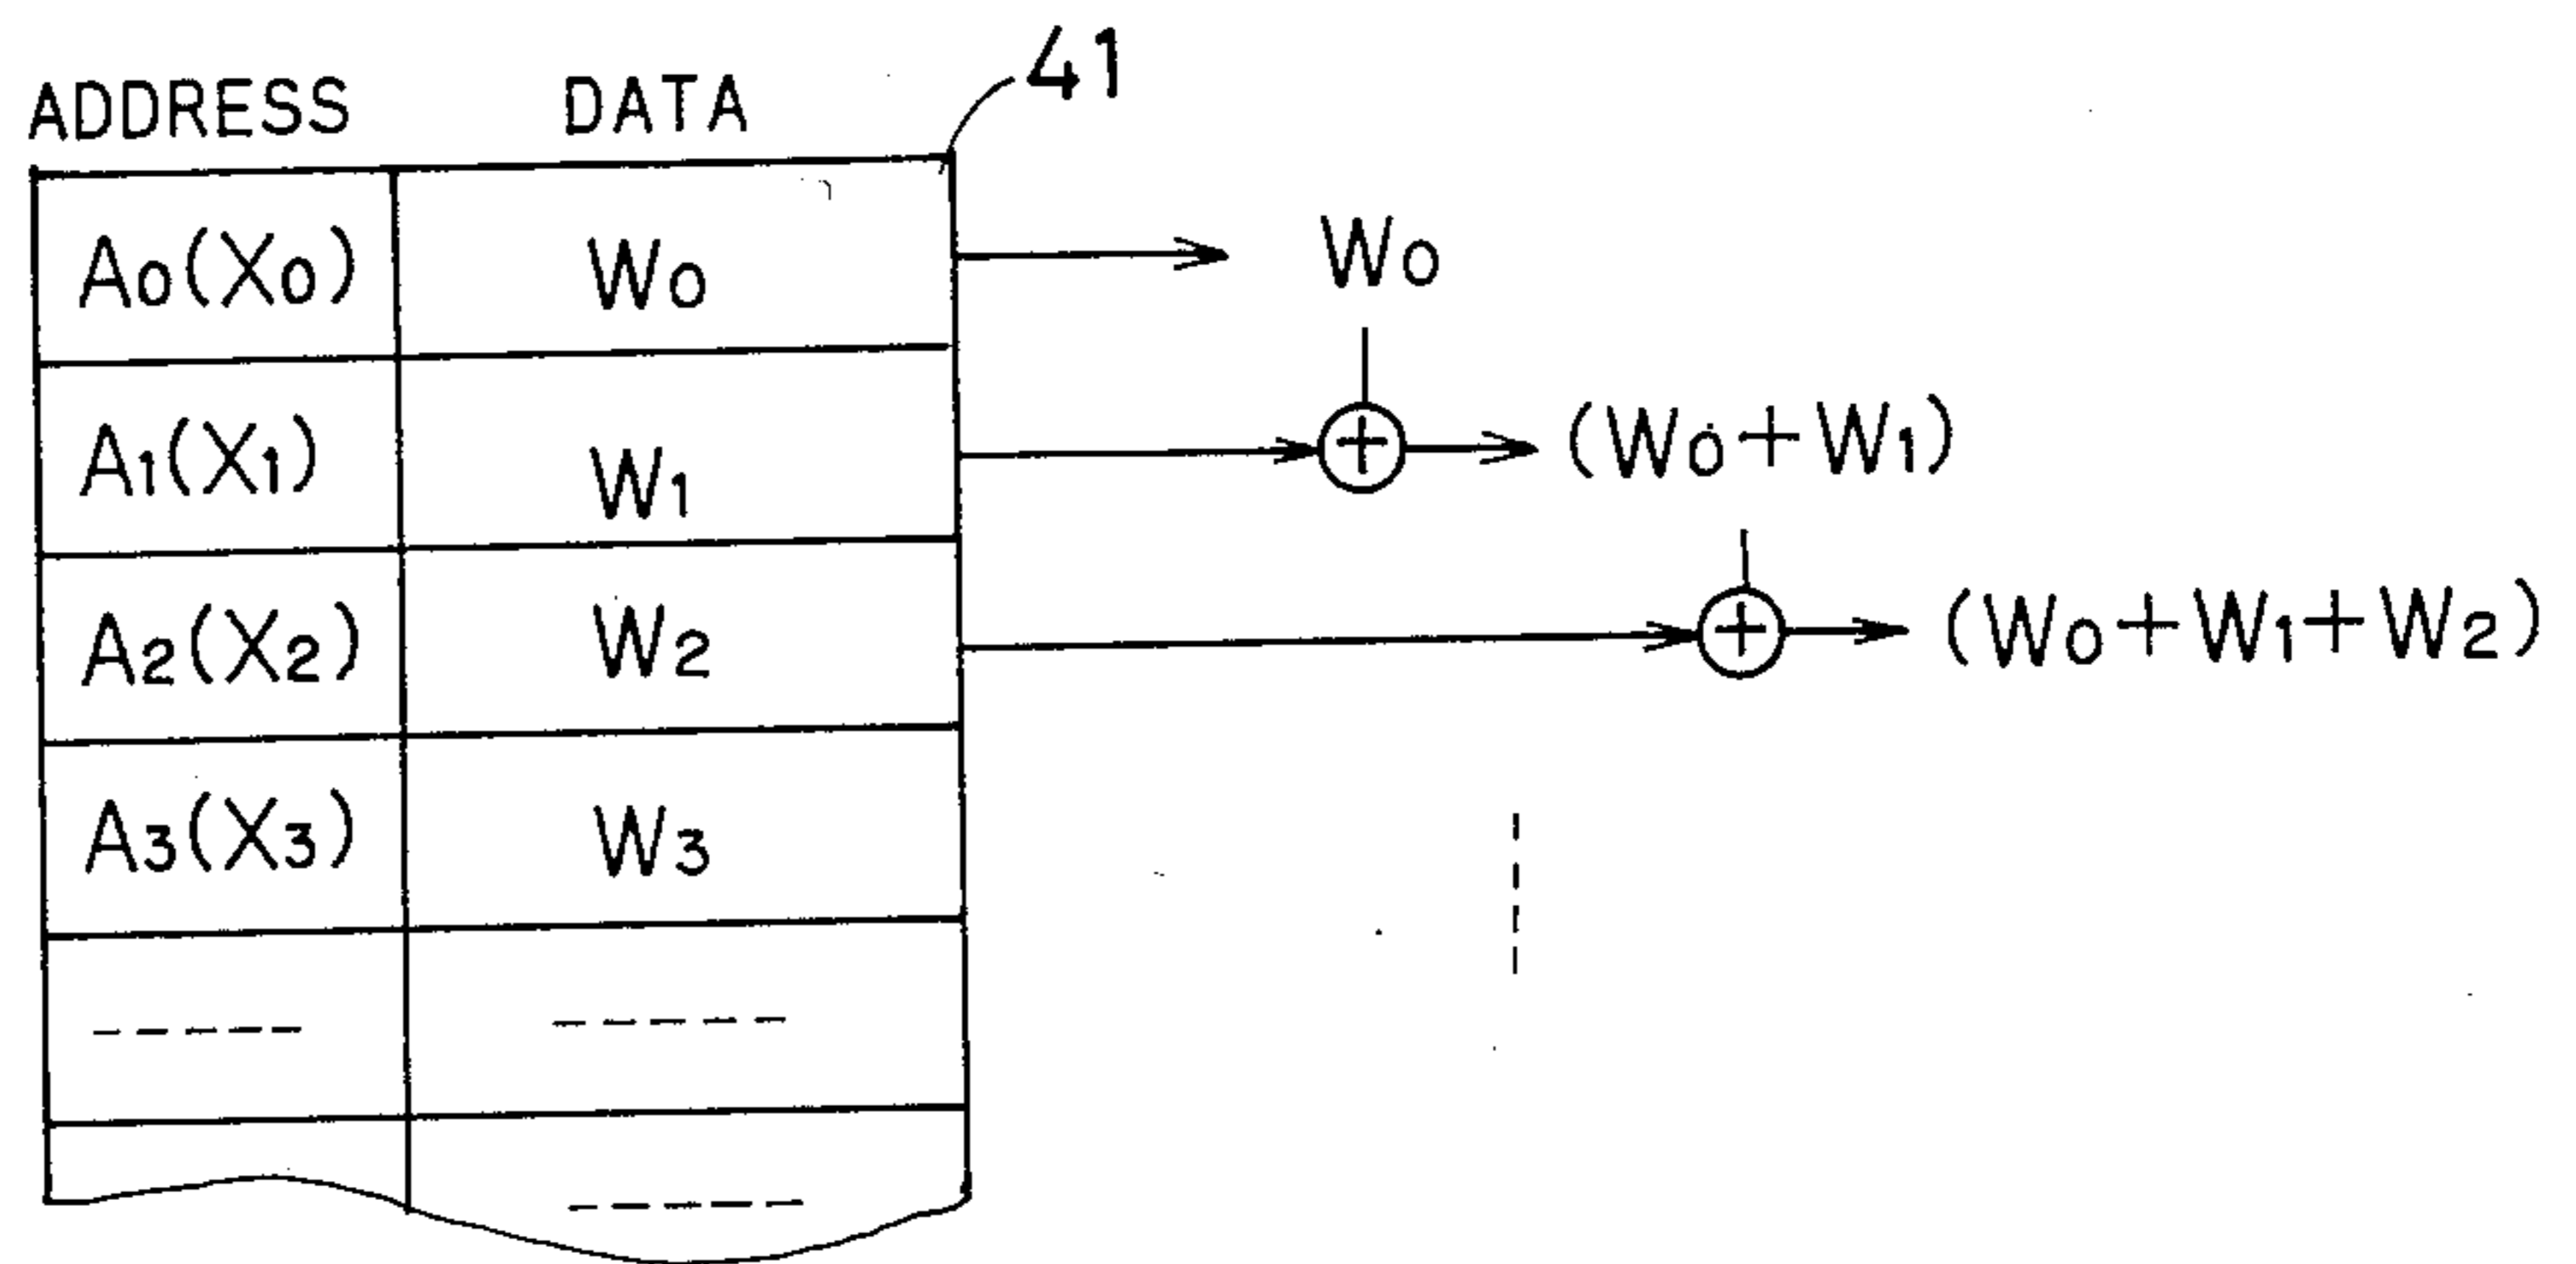 41
ADDRESS DATA
A0(X0) W0 W0
A1(X1) W1 + (W0+W1)
A2(X2) W2 + (W0+W1+W2)
A3(X3) W3